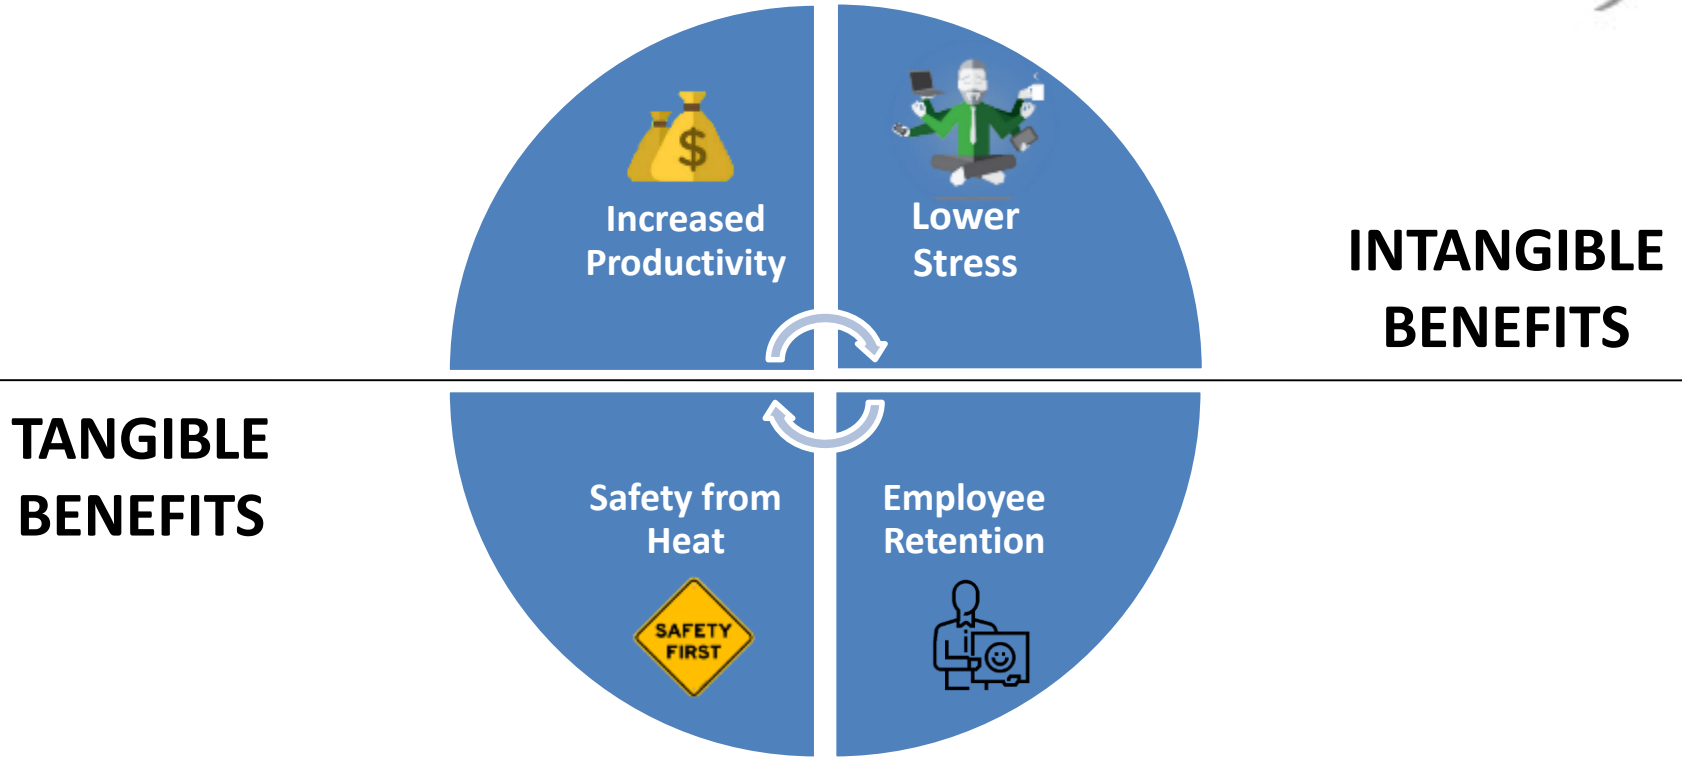 Increased
Productivity
Lower
Stress
INTANGIBLE
BENEFITS
TANGIBLE
BENEFITS
Safety from
Heat
SAFETY
FIRST
Employee
Retention
$